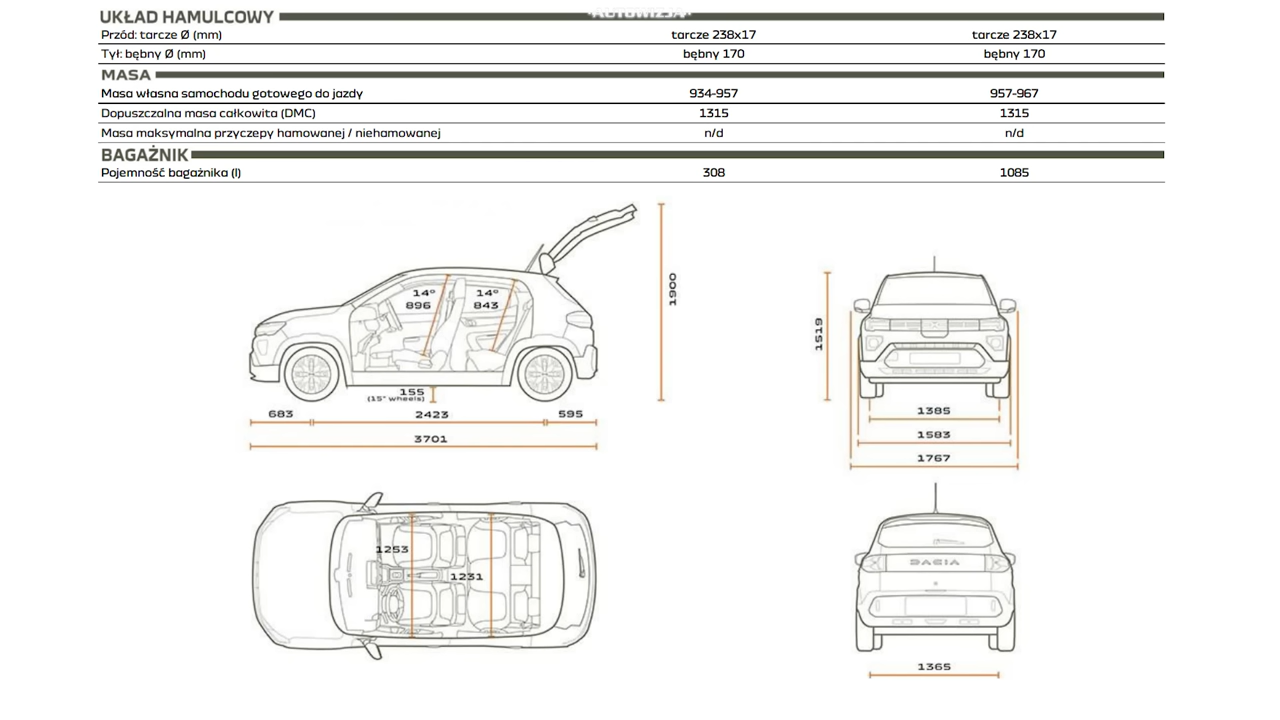 UKŁAD HAMULCOWY
Przód: tarcze Ø (mm) tarcze 238x17 tarcze 238x17
Tył: bębny Ø (mm) bębny 170 bębny 170
MASA
Masa własna samochodu gotowego do jazdy 934-957 957-967
Dopuszczalna masa całkowita (DMC) 1315 1315
Masa maksymalna przyczepy hamowanej / niehamowanej n/d n/d
BAGAŻNIK
Pojemność bagażnika (l) 308 1085
14° 14°
896 843
1900
1519
155
(15" wheels)
683 2423 595
3701
1385
1583
1767
1253
1231
DACIA
1365